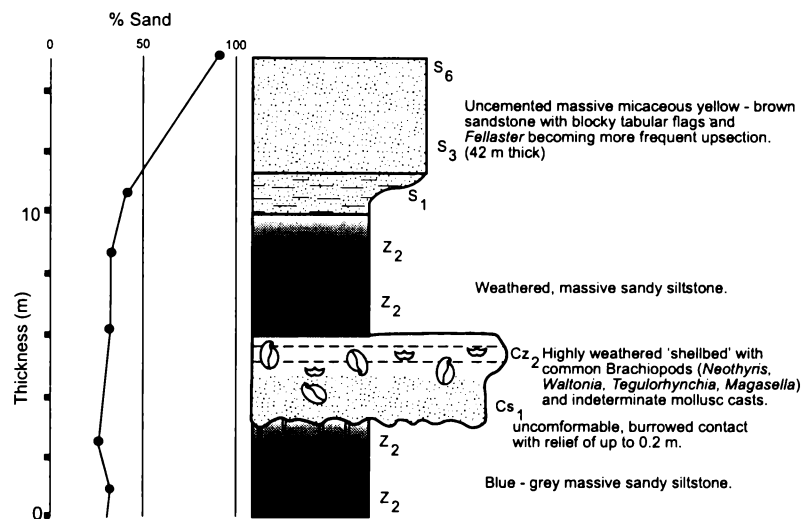 % Sand
0 50 100
S6
Uncemented massive micaceous yellow - brown
sandstone with blocky tabular flags and
Fellaster becoming more frequent upsection.
S3
(42 m thick)
S1
10
Z2
Weathered, massive sandy siltstone.
Z2
Thickness (m)
Cz2 Highly weathered 'shellbed' with
common Brachiopods (Neothyris,
Waltonia, Tegulorhynchia, Magasella)
and indeterminate mollusc casts.
Cs1
uncomformable, burrowed contact
with relief of up to 0.2 m.
Z2
Blue - grey massive sandy siltstone.
Z2
0